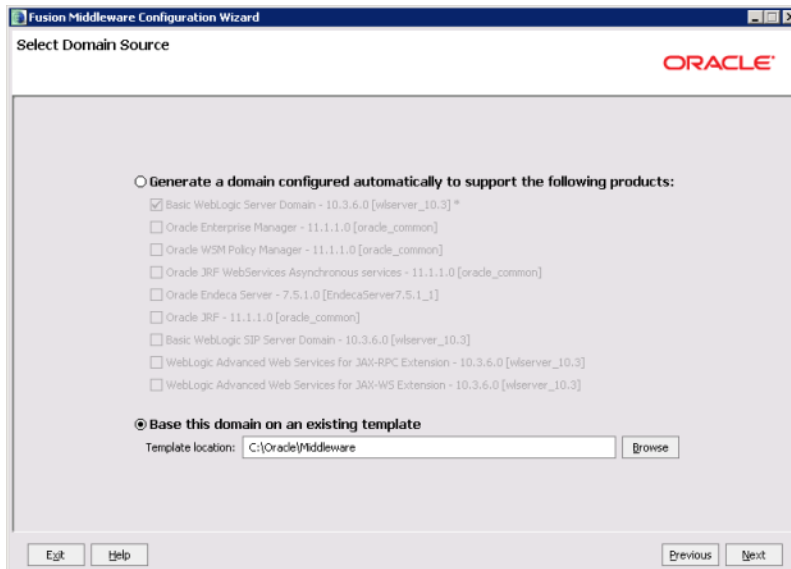 Fusion Middleware Configuration Wizard
Select Domain Source
ORACLE
Generate a domain configured automatically to support the following products:
Basic WebLogic Server Domain - 10.3.6.0 [wlserver_10.3] *
Oracle Enterprise Manager - 11.1.1.0 [oracle_common]
Oracle WSM Policy Manager - 11.1.1.0 [oracle_common]
Oracle JRF WebServices Asynchronous services - 11.1.1.0 [oracle_common]
Oracle Endeca Server - 7.5.1.0 [EndecaServer7.5.1_1]
Oracle JRF - 11.1.1.0 [oracle_common]
Basic WebLogic SIP Server Domain - 10.3.6.0 [wlserver_10.3]
WebLogic Advanced Web Services for JAX-RPC Extension - 10.3.6.0 [wlserver_10.3]
WebLogic Advanced Web Services for JAX-WS Extension - 10.3.6.0 [wlserver_10.3]
Base this domain on an existing template
Template location: C:\Oracle\Middleware Browse
Exit Help Previous Next